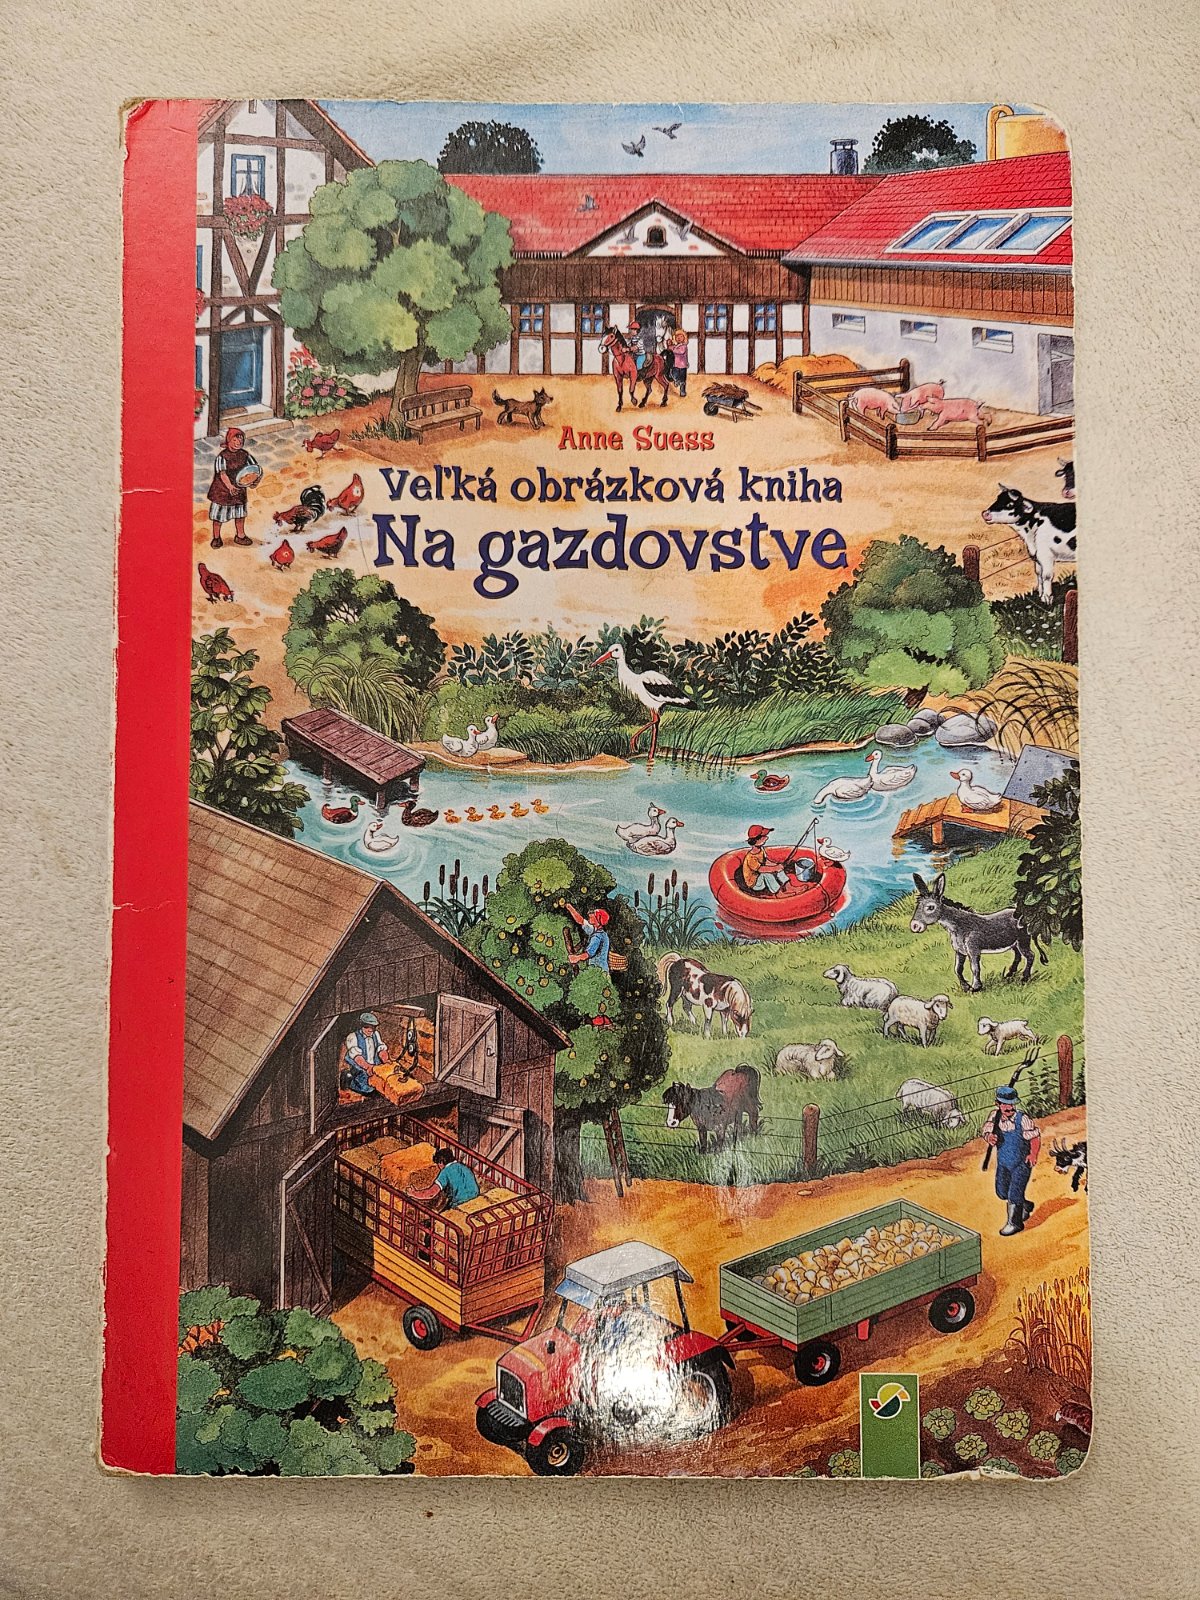 Anne Suess
Veľká obrázková kniha
Na gazdovstve